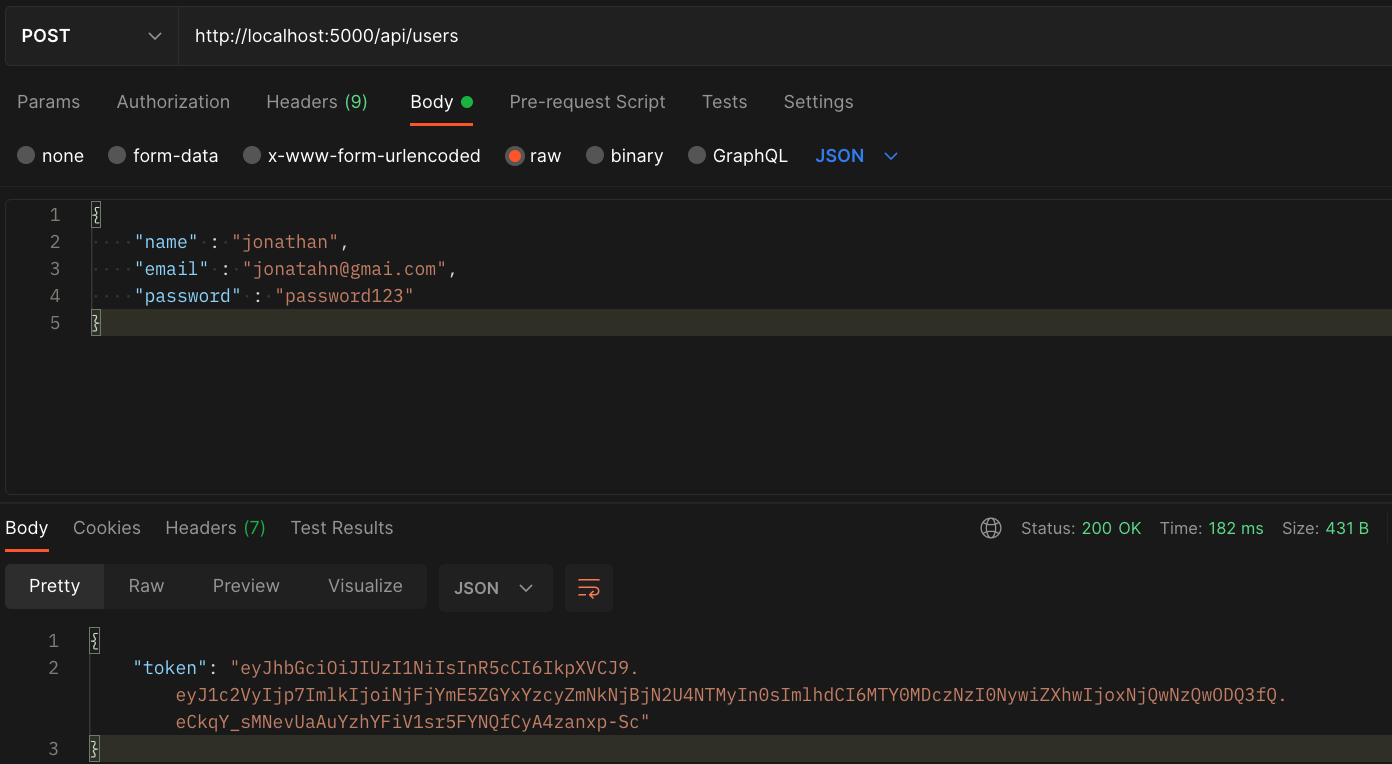 POST http://localhost:5000/api/users
Params Authorization Headers (9) Body Pre-request Script Tests Settings
none form-data x-www-form-urlencoded raw binary GraphQL JSON
1 {
2 "name" : "jonathan",
3 "email" : "jonatahn@gmai.com",
4 "password" : "password123"
5 }
Body Cookies Headers (7) Test Results Status: 200 OK Time: 182 ms Size: 431 B
Pretty Raw Preview Visualize JSON
1 {
2 "token": "eyJhbGciOiJIUzI1NiIsInR5cCI6IkpXVCJ9.
eyJ1c2VyIjp7ImlkIjoiNjFjYmE5ZGYxYzcyZmNkNjBjN2U4NTMyIn0sImlhdCI6MTY0MDczNzI0NywiZXhwIjoxNjQwNzQwODQ3fQ.
eCkqY_sMNevUaAuYzhYFiV1sr5FYNQfCyA4zanxp-Sc"
3 }